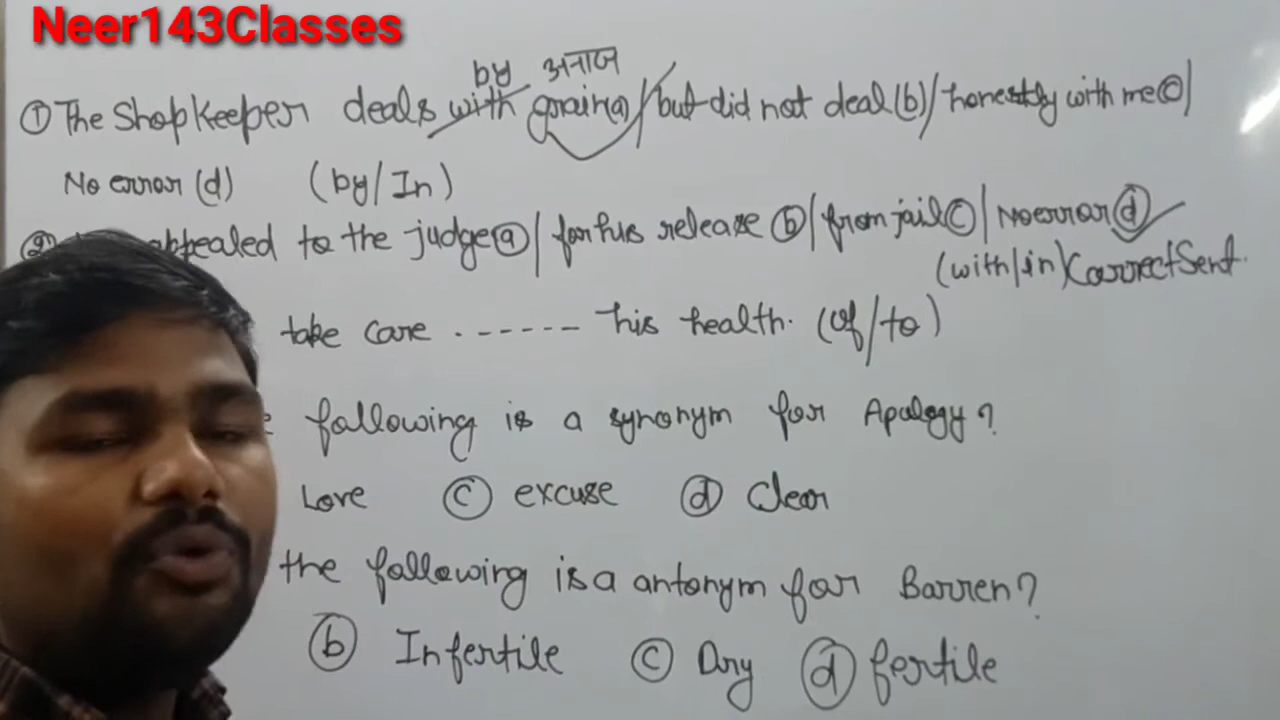 Neer143Classes
by अनाज
① The Shopkeeper deals with grain(a)/ but did not deal(b)/ honestly with me ⓒ/
No error (d) (by/In)
② appealed to the judge ⓐ/ for his release ⓑ/ from jail ⓒ/ No error ⓓ
(with/in) Correct Sent.
take care ------ his health. (of/to)
following is a synonym for Apology?
Love ⓒ excuse ⓓ Clear
the following is a antonym for Barren?
ⓑ Infertile ⓒ Dry ⓓ fertile